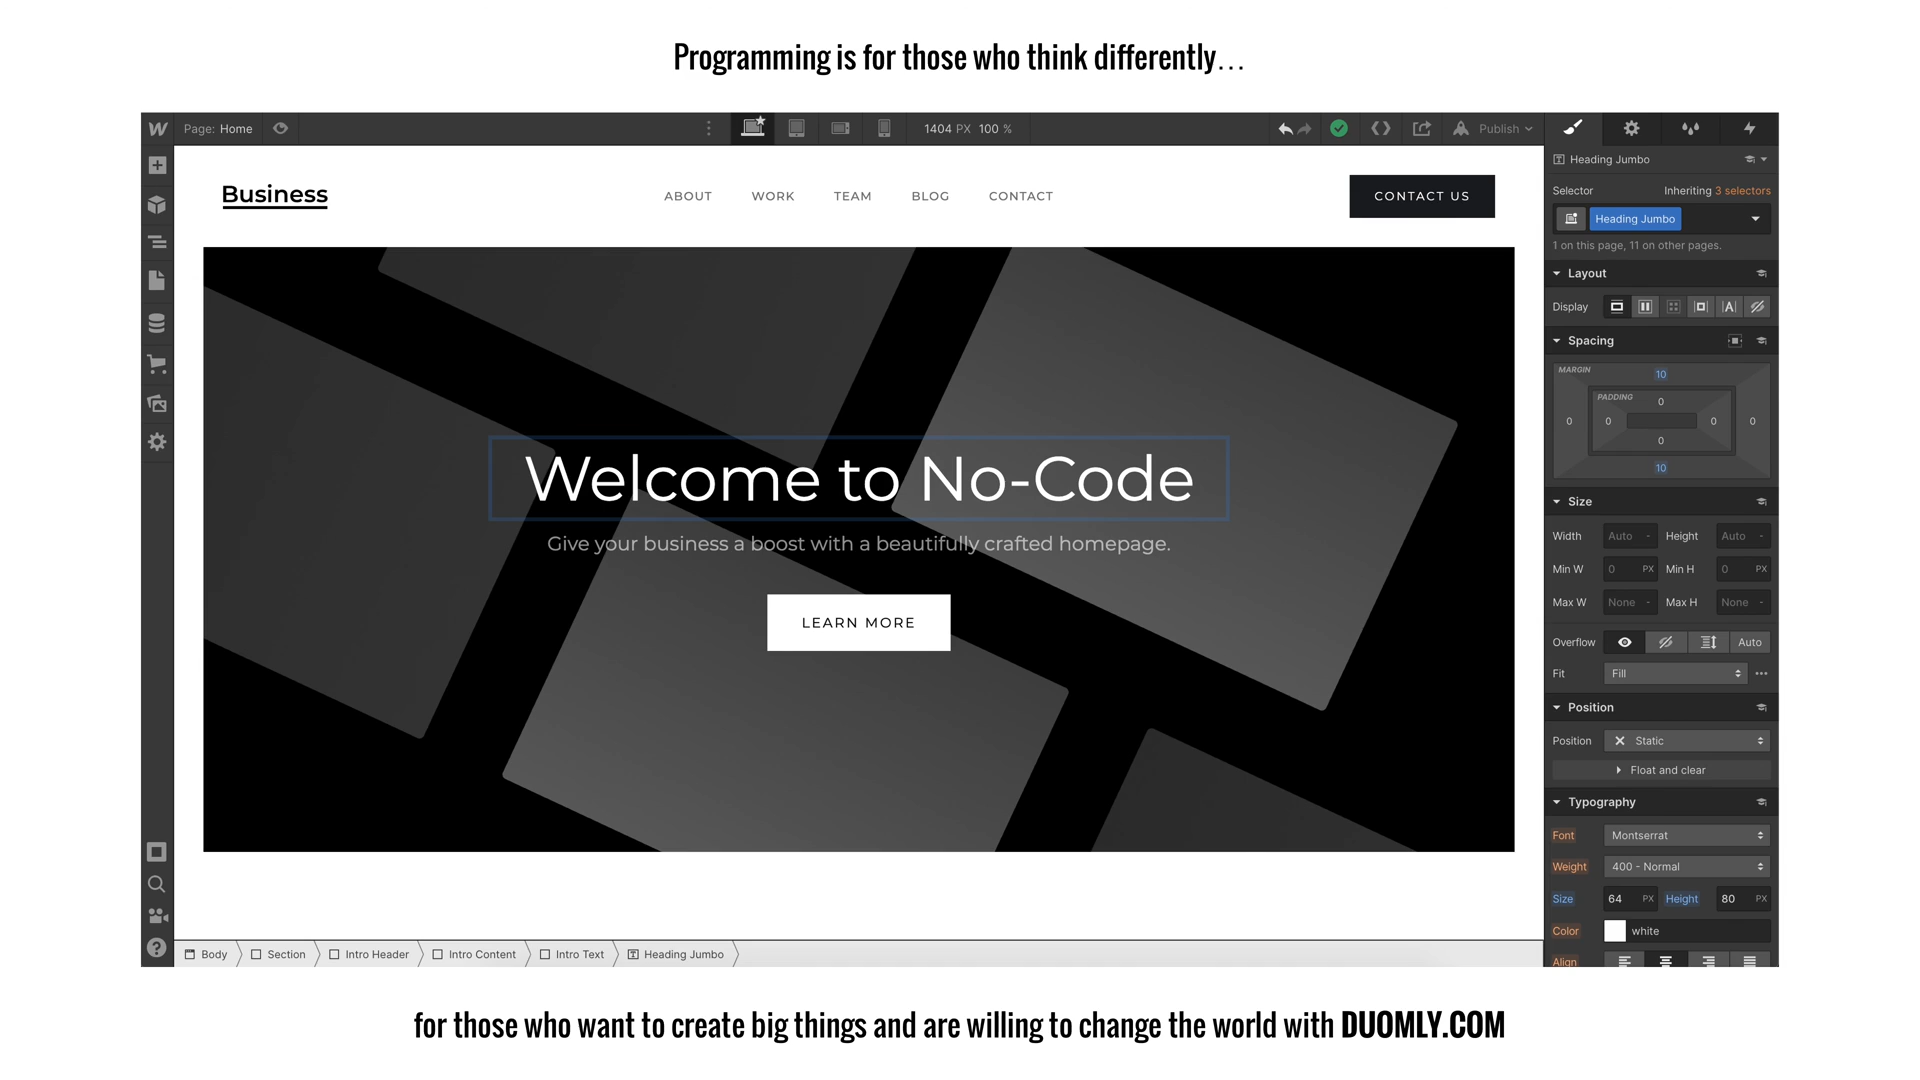 Programming is for those who think differently...
Page: Home
1404 PX 100 %
Publish
Business
ABOUT WORK TEAM BLOG CONTACT
CONTACT US
Welcome to No-Code
Give your business a boost with a beautifully crafted homepage.
LEARN MORE
Heading Jumbo
Selector Inheriting 3 selectors
Heading Jumbo
1 on this page, 11 on other pages.
Layout
Display
Spacing
MARGIN
10
PADDING
0
0 0 0 0
0
10
Size
Width Auto - Height Auto -
Min W 0 PX Min H 0 PX
Max W None - Max H None -
Overflow Auto
Fit Fill
Position
Position Static
Float and clear
Typography
Font Montserrat
Weight 400 - Normal
Size 64 PX Height 80 PX
Color white
Align
Body Section Intro Header Intro Content Intro Text Heading Jumbo
for those who want to create big things and are willing to change the world with DUOMLY.COM